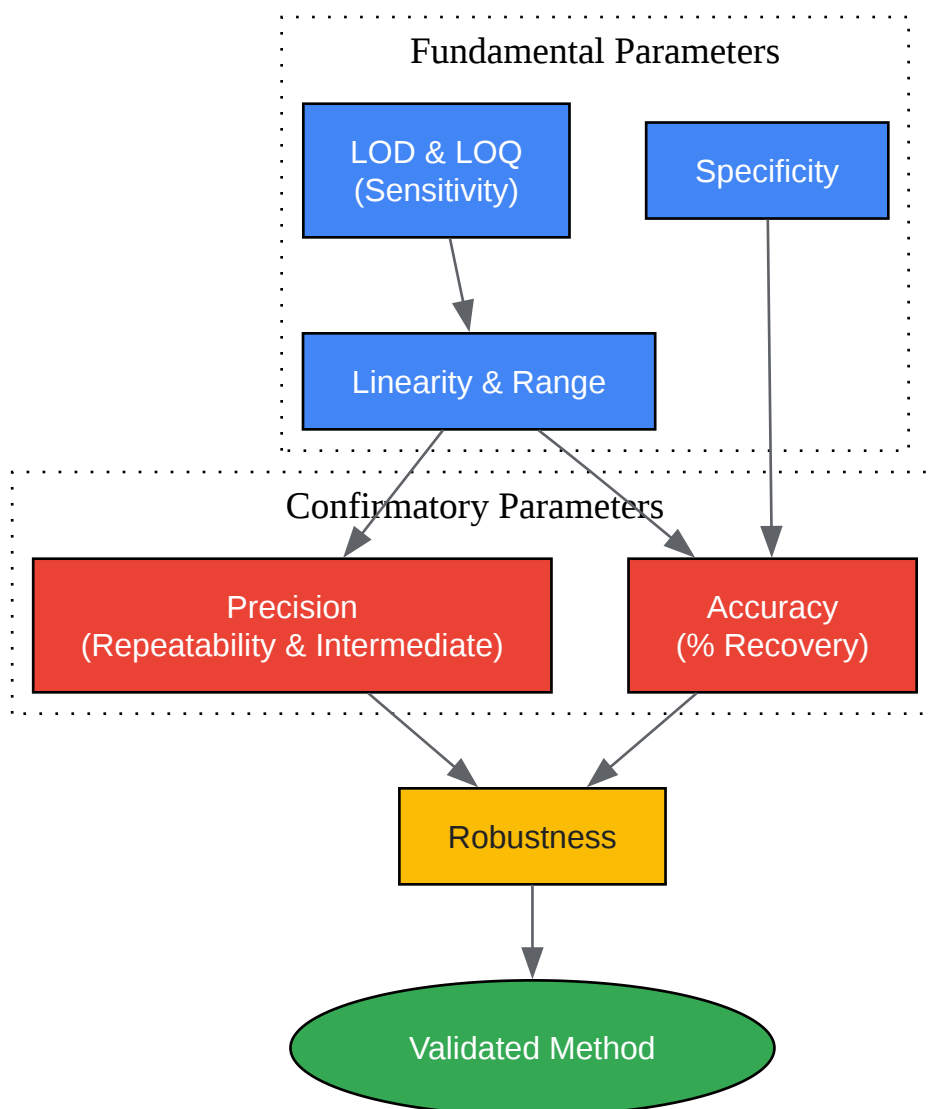 Fundamental Parameters
LOD & LOQ
(Sensitivity)
Specificity
Linearity & Range
Confirmatory Parameters
Precision
(Repeatability & Intermediate)
Accuracy
(% Recovery)
Robustness
Validated Method